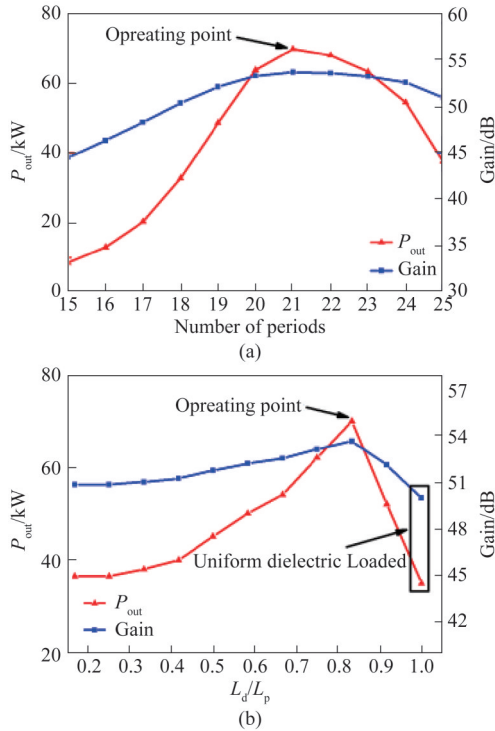 80
60
40
20
0
P_out/kW
60
55
50
45
40
35
30
Gain/dB
Opreating point
P_out
Gain
15 16 17 18 19 20 21 22 23 24 25
Number of periods
(a)
80
60
40
20
P_out/kW
57
54
51
48
45
42
Gain/dB
Opreating point
Uniform dielectric Loaded
P_out
Gain
0.2 0.3 0.4 0.5 0.6 0.7 0.8 0.9 1.0
L_d/L_p
(b)